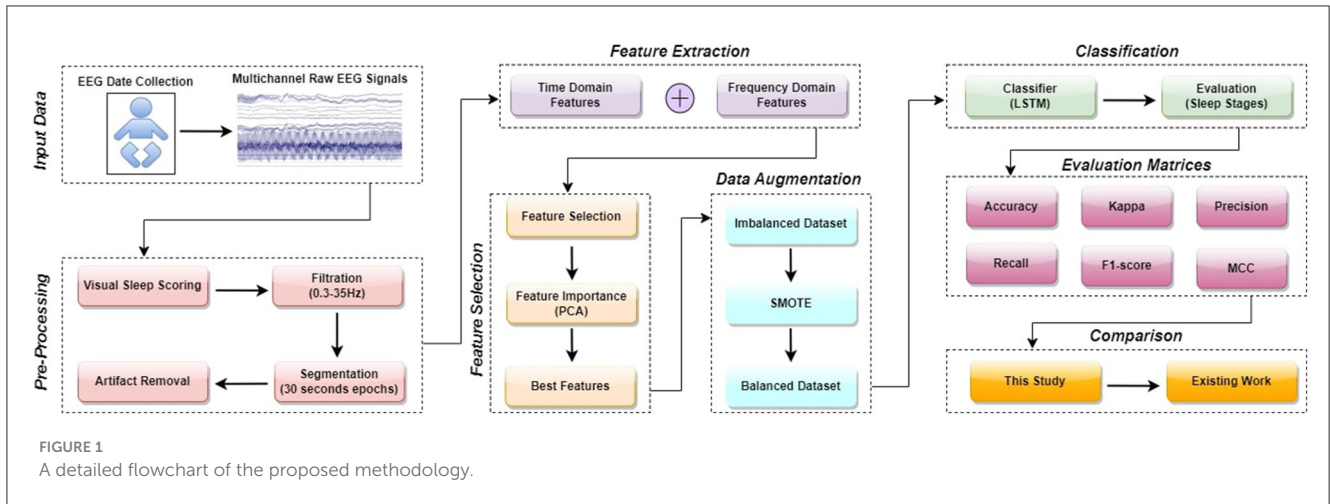 Input Data
EEG Date Collection
Multichannel Raw EEG Signals
Pre-Processing
Visual Sleep Scoring
Filtration
(0.3-35Hz)
Segmentation
(30 seconds epochs)
Artifact Removal
Feature Extraction
Time Domain
Features
Frequency Domain
Features
Feature Selection
Feature Selection
Feature Importance
(PCA)
Best Features
Data Augmentation
Imbalanced Dataset
SMOTE
Balanced Dataset
Classification
Classifier
(LSTM)
Evaluation
(Sleep Stages)
Evaluation Matrices
Accuracy
Kappa
Precision
Recall
F1-score
MCC
Comparison
This Study
Existing Work
FIGURE 1
A detailed flowchart of the proposed methodology.